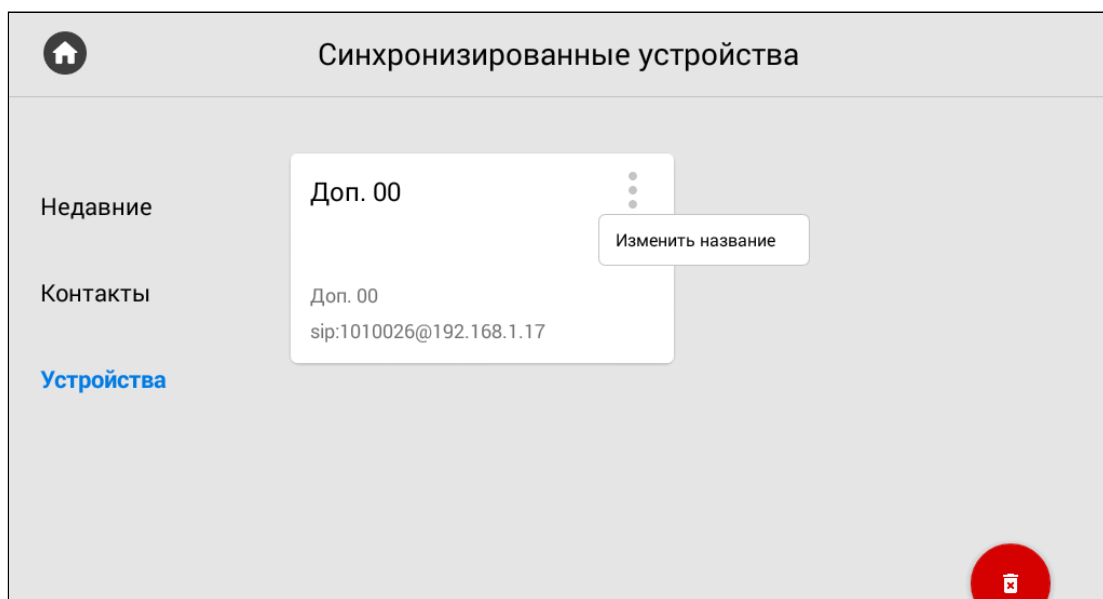 Синхронизированные устройства
Недавние
Контакты
Устройства
Доп. 00
Изменить название
Доп. 00
sip:1010026@192.168.1.17